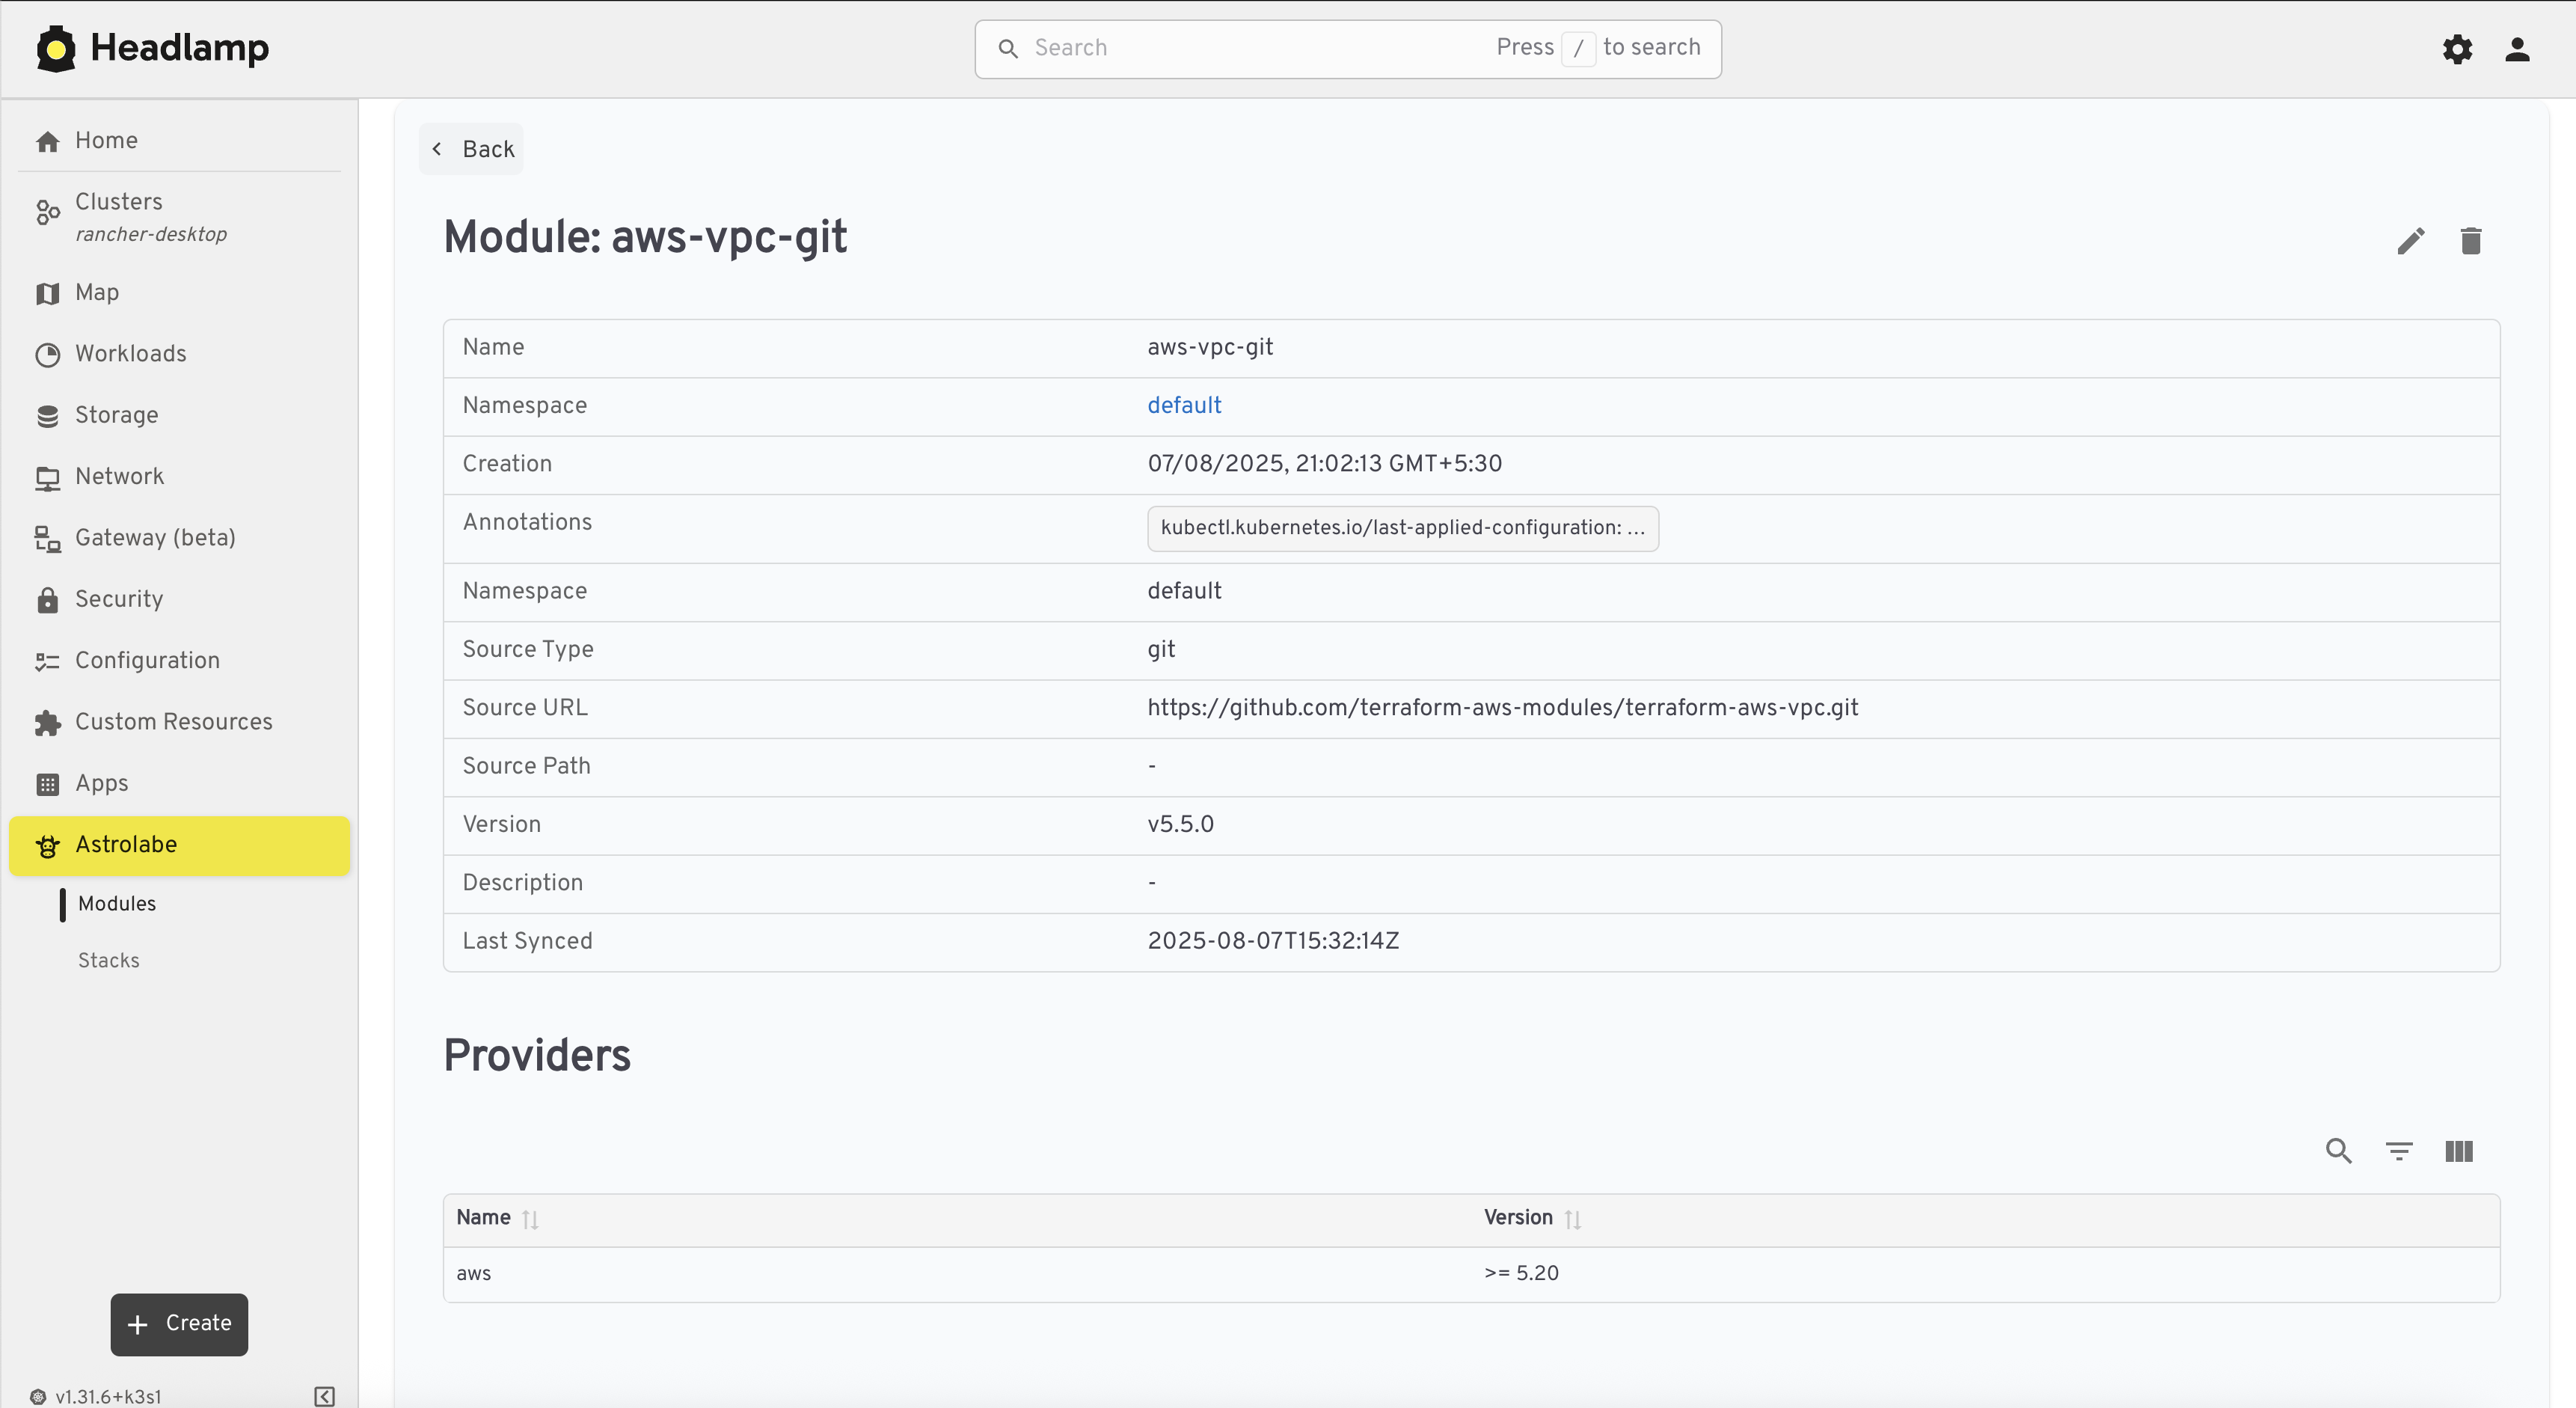 Headlamp
Search Press / to search
Home
Clusters
rancher-desktop
Map
Workloads
Storage
Network
Gateway (beta)
Security
Configuration
Custom Resources
Apps
Astrolabe
Modules
Stacks
Create
v1.31.6+k3s1
Back
Module: aws-vpc-git
Name aws-vpc-git
Namespace default
Creation 07/08/2025, 21:02:13 GMT+5:30
Annotations kubectl.kubernetes.io/last-applied-configuration: …
Namespace default
Source Type git
Source URL https://github.com/terraform-aws-modules/terraform-aws-vpc.git
Source Path -
Version v5.5.0
Description -
Last Synced 2025-08-07T15:32:14Z
Providers
Name Version
aws >= 5.20